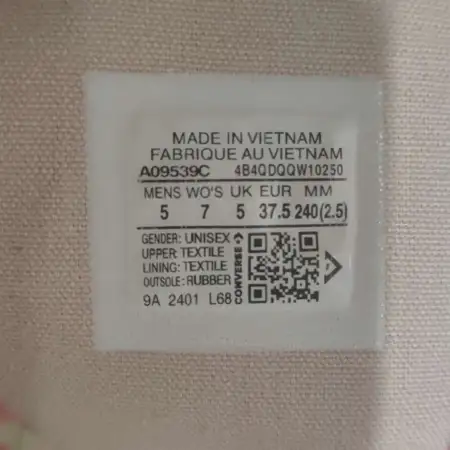 MADE IN VIETNAM
FABRIQUE AU VIETNAM
A09539C 4B4QDQQW10250
MENS WO'S UK EUR MM
5 7 5 37.5 240(2.5)
GENDER: UNISEX
UPPER: TEXTILE
LINING: TEXTILE
OUTSOLE: RUBBER
CONVERSE
9A 2401 L68